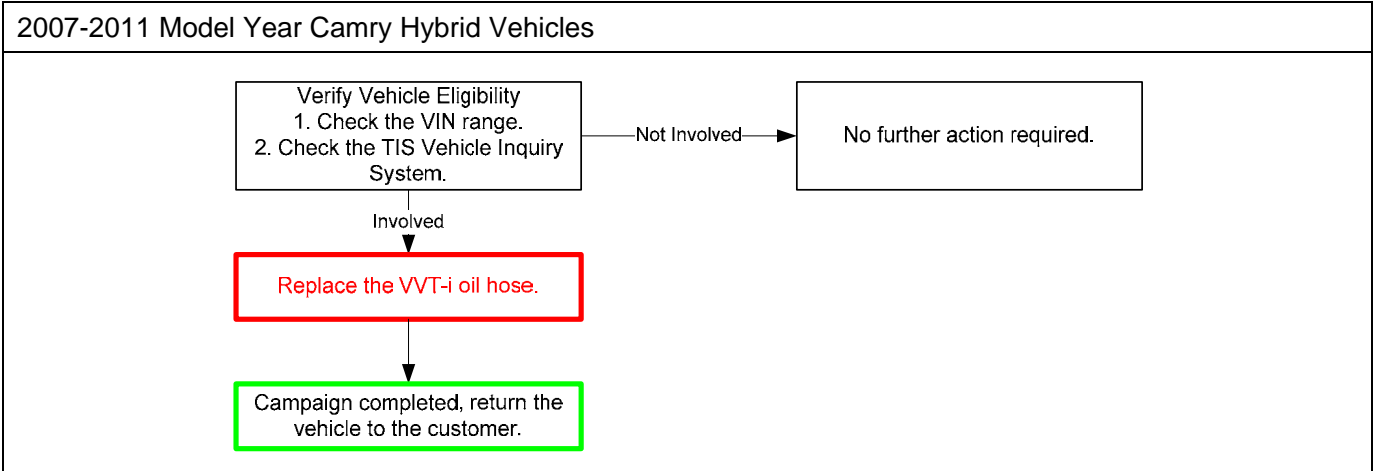 2007-2011 Model Year Camry Hybrid Vehicles
Verify Vehicle Eligibility
1. Check the VIN range.
2. Check the TIS Vehicle Inquiry
System.
Not Involved
No further action required.
Involved
Replace the VVT-i oil hose.
Campaign completed, return the
vehicle to the customer.